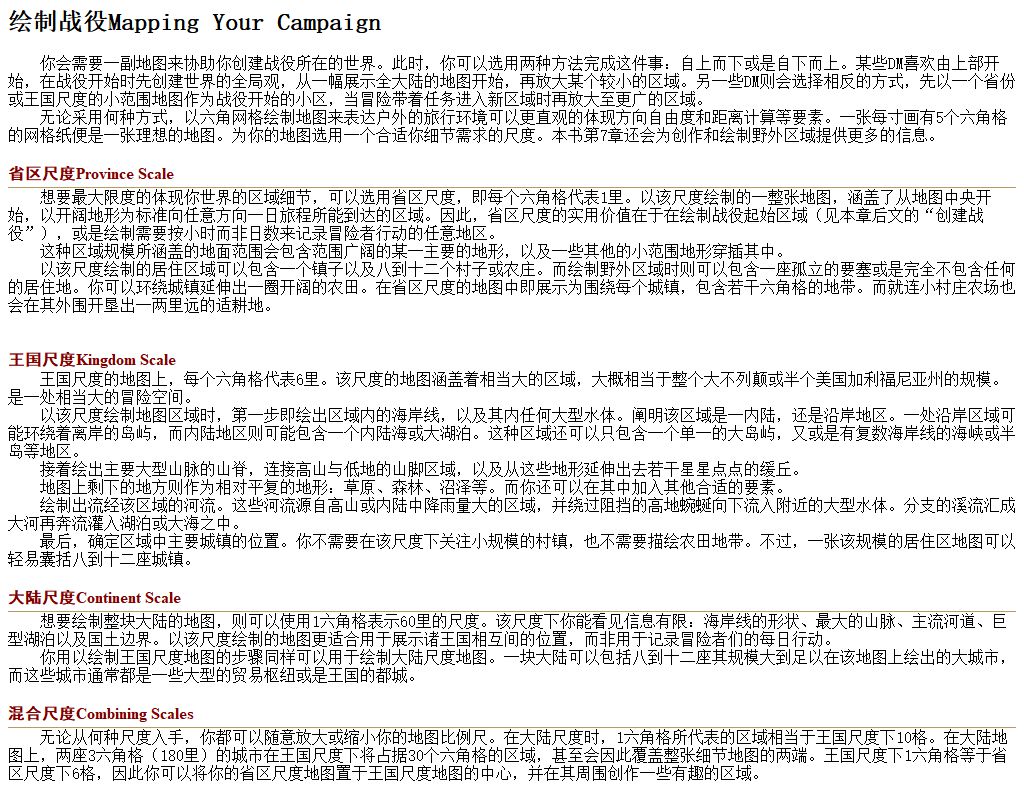 绘制战役Mapping Your Campaign
你会需要一副地图来协助你创建战役所在的世界。此时，你可以选用两种方法完成这件事：自上而下或是自下而上。某些DM喜欢由上部开
始，在战役开始时先创建世界的全局观，从一幅展示全大陆的地图开始，再放大某个较小的区域。另一些DM则会选择相反的方式，先以一个省份
或王国尺度的小范围地图作为战役开始的小区，当冒险带着任务进入新区域时再放大至更广的区域。
无论采用何种方式，以六角网格绘制地图来表达户外的旅行环境可以更直观的体现方向自由度和距离计算等要素。一张每寸画有5个六角格
的网格纸便是一张理想的地图。为你的地图选用一个合适你细节需求的尺度。本书第7章还会为创作和绘制野外区域提供更多的信息。
省区尺度Province Scale
想要最大限度的体现你世界的区域细节，可以选用省区尺度，即每个六角格代表1里。以该尺度绘制的一整张地图，涵盖了从地图中央开
始，以开阔地形为标准向任意方向一日旅程所能到达的区域。因此，省区尺度的实用价值在于在绘制战役起始区域（见本章后文的“创建战
役”），或是绘制需要按小时而非日数来记录冒险者行动的任意地区。
这种区域规模所涵盖的地面范围会包含范围广阔的某一主要的地形，以及一些其他的小范围地形穿插其中。
以该尺度绘制的居住区域可以包含一个镇子以及八到十二个村子或农庄。而绘制野外区域时则可以包含一座孤立的要塞或是完全不包含任何
的居住地。你可以环绕城镇延伸出一圈开阔的农田。在省区尺度的地图中即展示为围绕每个城镇，包含若干六角格的地带。而就连小村庄农场也
会在其外围开垦出一两里远的适耕地。
王国尺度Kingdom Scale
王国尺度的地图上，每个六角格代表6里。该尺度的地图涵盖着相当大的区域，大概相当于整个大不列颠或半个美国加利福尼亚州的规模。
是一处相当大的冒险空间。
以该尺度绘制地图区域时，第一步即绘出区域内的海岸线，以及其内任何大型水体。阐明该区域是一内陆，还是沿岸地区。一处沿岸区域可
能环绕着离岸的岛屿，而内陆地区则可能包含一个内陆海或大湖泊。这种区域还可以只包含一个单一的大岛屿，又或是有复数海岸线的海峡或半
岛等地区。
接着绘出主要大型山脉的山脊，连接高山与低地的山脚区域，以及从这些地形延伸出去若干星星点点的缓丘。
地图上剩下的地方则作为相对平复的地形：草原、森林、沼泽等。而你还可以在其中加入其他合适的要素。
绘制出流经该区域的河流。这些河流源自高山或内陆中降雨量大的区域，并绕过阻挡的高地蜿蜒向下流入附近的大型水体。分支的溪流汇成
大河再奔流灌入湖泊或大海之中。
最后，确定区域中主要城镇的位置。你不需要在该尺度下关注小规模的村镇，也不需要描绘农田地带。不过，一张该规模的居住区地图可以
轻易囊括八到十二座城镇。
大陆尺度Continent Scale
想要绘制整块大陆的地图，则可以使用1六角格表示60里的尺度。该尺度下你能看见信息有限：海岸线的形状、最大的山脉、主流河道、巨
型湖泊以及国土边界。以该尺度绘制的地图更适合用于展示诸王国相互间的位置，而非用于记录冒险者们的每日行动。
你用以绘制王国尺度地图的步骤同样可以用于绘制大陆尺度地图。一块大陆可以包括八到十二座其规模大到足以在该地图上绘出的大城市，
而这些城市通常都是一些大型的贸易枢纽或是王国的都城。
混合尺度Combining Scales
无论从何种尺度入手，你都可以随意放大或缩小你的地图比例尺。在大陆尺度时，1六角格所代表的区域相当于王国尺度下10格。在大陆地
图上，两座3六角格（180里）的城市在王国尺度下将占据30个六角格的区域，甚至会因此覆盖整张细节地图的两端。王国尺度下1六角格等于省
区尺度下6格，因此你可以将你的省区尺度地图置于王国尺度地图的中心，并在其周围创作一些有趣的区域。